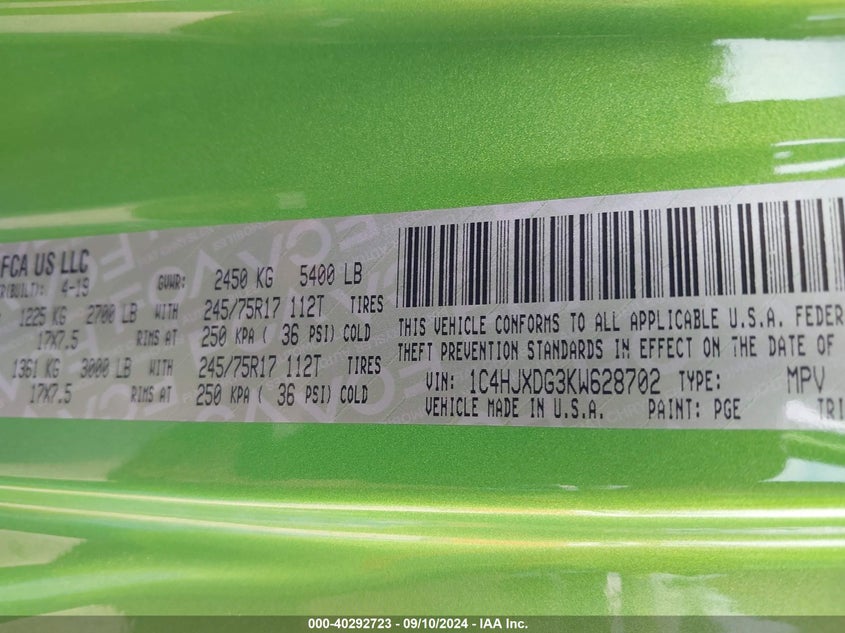 FCA US LLC
(BUILT): 4-19
GVWR: 2450 KG 5400 LB
1225 KG 2700 LB WITH 245/75R17 112T TIRES
17X7.5 RIMS AT 250 KPA ( 36 PSI) COLD
1361 KG 3000 LB WITH 245/75R17 112T TIRES
17X7.5 RIMS AT 250 KPA ( 36 PSI) COLD
THIS VEHICLE CONFORMS TO ALL APPLICABLE U.S.A. FEDER
THEFT PREVENTION STANDARDS IN EFFECT ON THE DATE OF
VIN: 1C4HJXDG3KW628702 TYPE: MPV
VEHICLE MADE IN U.S.A. PAINT: PGE TRI
000-40292723 - 09/10/2024 - IAA Inc.